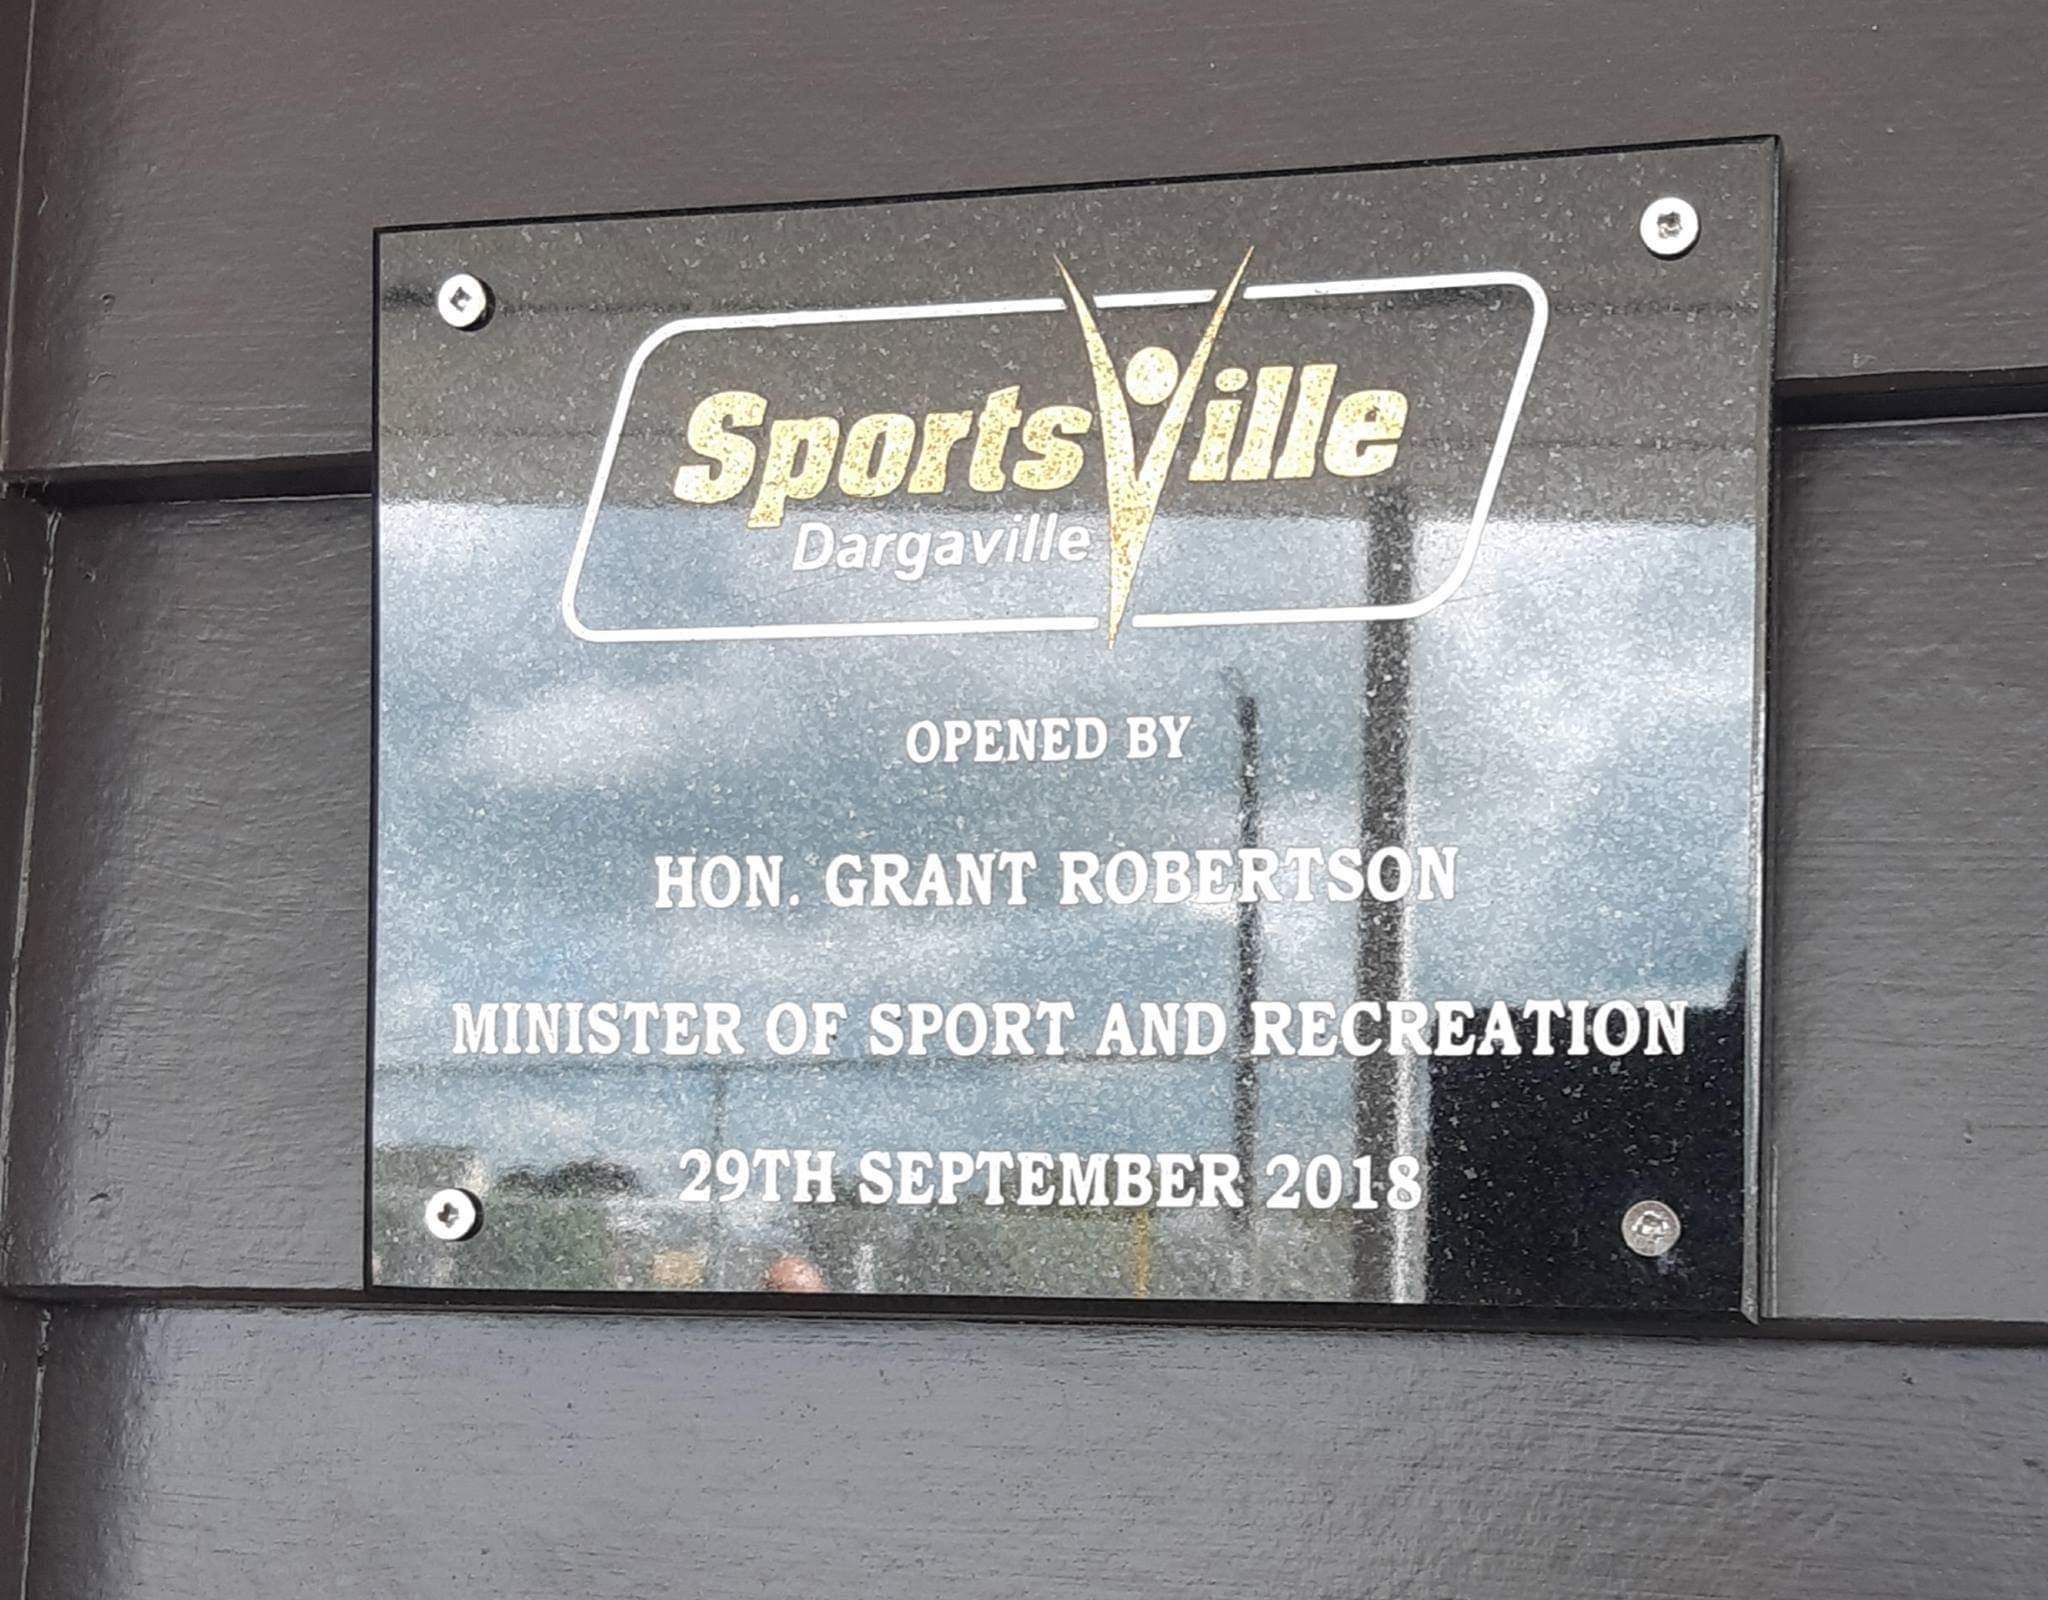 SportsVille
Dargaville
OPENED BY
HON. GRANT ROBERTSON
MINISTER OF SPORT AND RECREATION
29TH SEPTEMBER 2018